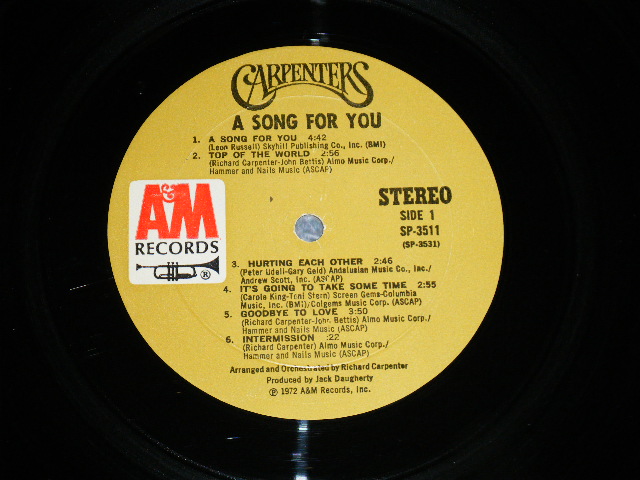 CARPENTERS
A SONG FOR YOU
1. A SONG FOR YOU 4:42
(Leon Russell) Skyhill Publishing Co., Inc. (BMI)
2. TOP OF THE WORLD 2:56
(Richard Carpenter-John Bettis) Almo Music Corp./
Hammer and Nails Music (ASCAP)
A&M
RECORDS
®
STEREO
SIDE 1
SP-3511
(SP-3531)
3. HURTING EACH OTHER 2:46
(Peter Udell-Gary Geld) Andalusian Music Co., Inc./
Andrew Scott, Inc. (ASCAP)
4. IT'S GOING TO TAKE SOME TIME 2:55
(Carole King-Toni Stern) Screen Gems-Columbia
Music, Inc. (BMI)/Colgems Music Corp. (ASCAP)
5. GOODBYE TO LOVE 3:50
(Richard Carpenter-John Bettis) Almo Music Corp./
Hammer and Nails Music (ASCAP)
6. INTERMISSION :22
(Richard Carpenter) Almo Music Corp./
Hammer and Nails Music (ASCAP)
Arranged and Orchestrated by Richard Carpenter
Produced by Jack Daugherty
℗ 1972 A&M Records, Inc.